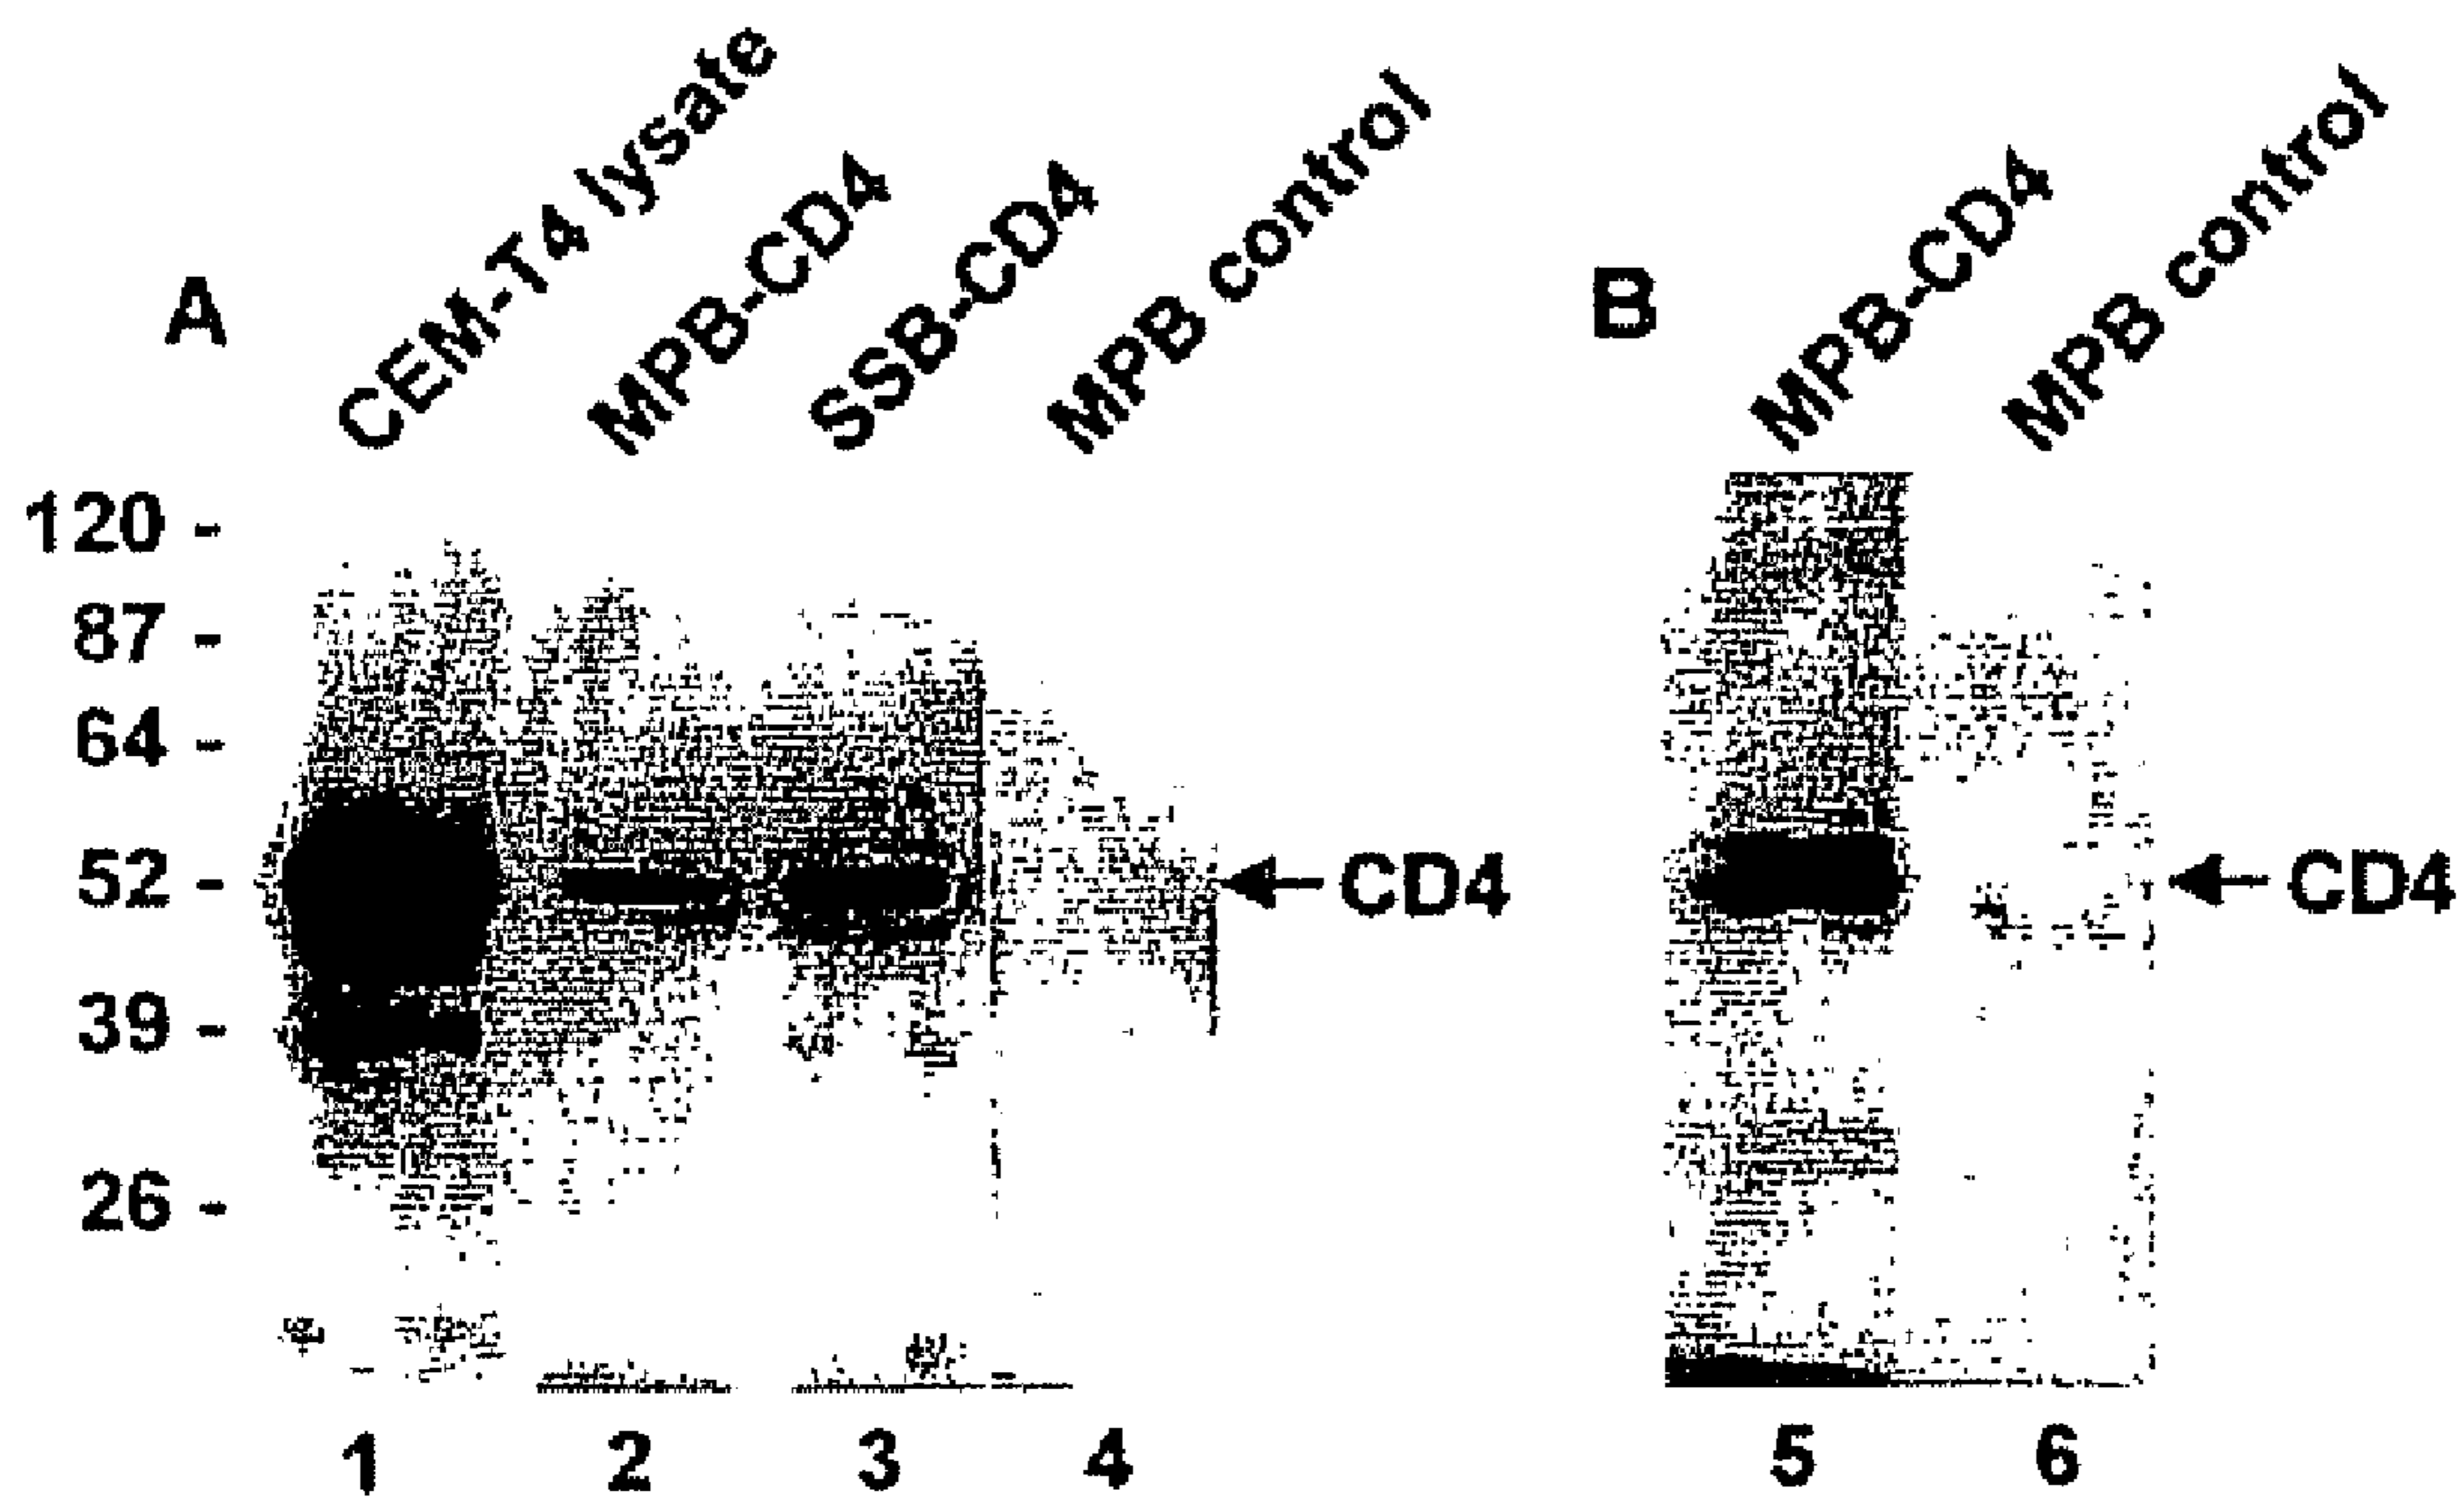 A
CEM-T4 lysate
MPB-CD4
SSB-CD4
MPB control
B
MPB-CD4
MPB control
120 -
87 -
64 -
52 -
39 -
26 -
CD4
CD4
1 2 3 4 5 6